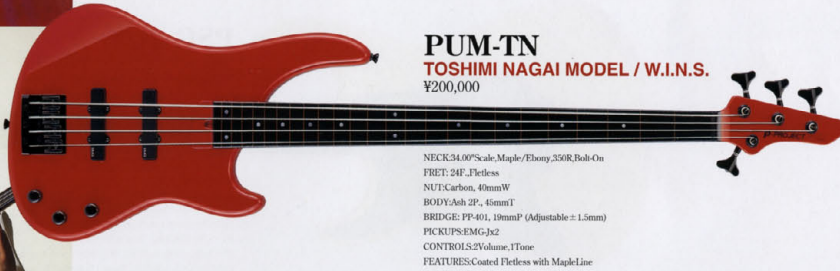 PUM-TN
TOSHIMI NAGAI MODEL / W.I.N.S.
¥200,000
P-PROJECT
NECK:34.00"Scale,Maple/Ebony,350R,Bolt-On
FRET: 24F.,Fletless
NUT:Carbon, 40mmW
BODY:Ash 2P., 45mmT
BRIDGE: PP-401, 19mmP (Adjustable±1.5mm)
PICKUPS:EMG-Jx2
CONTROLS:2Volume,1Tone
FEATURES:Coated Fletless with MapleLine